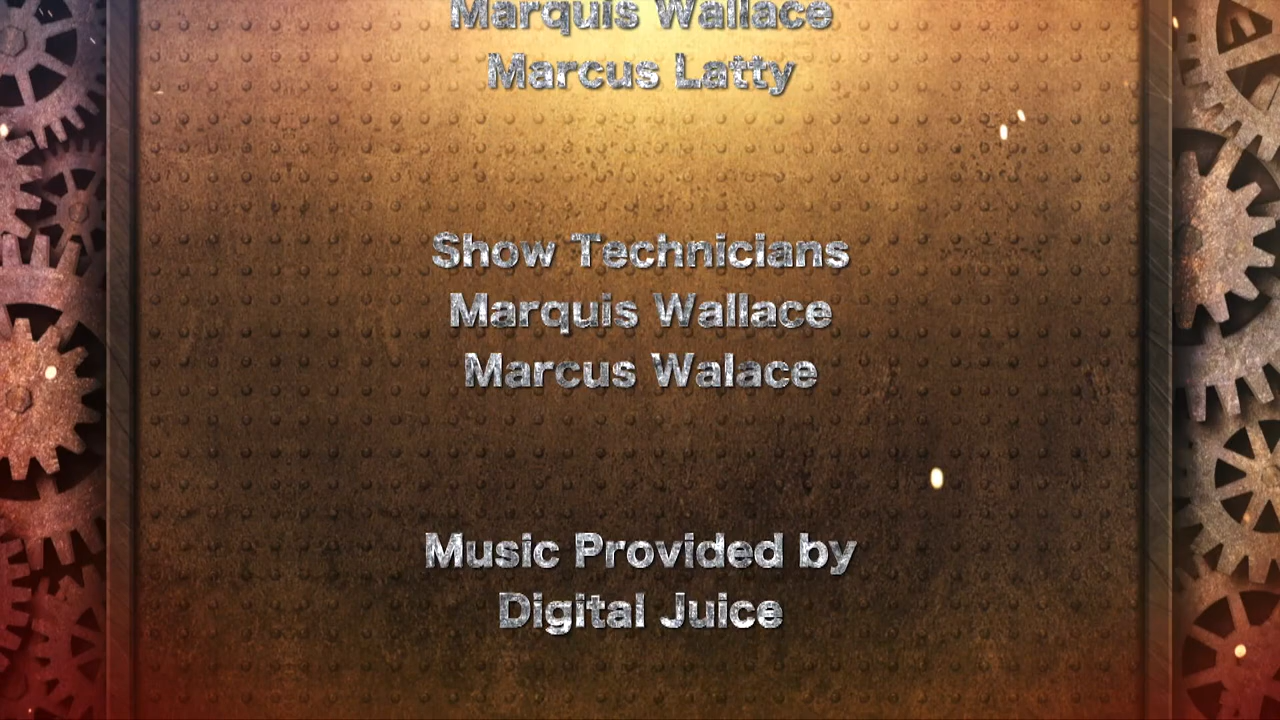 Marquis Wallace
Marcus Latty
Show Technicians
Marquis Wallace
Marcus Walace
Music Provided by
Digital Juice